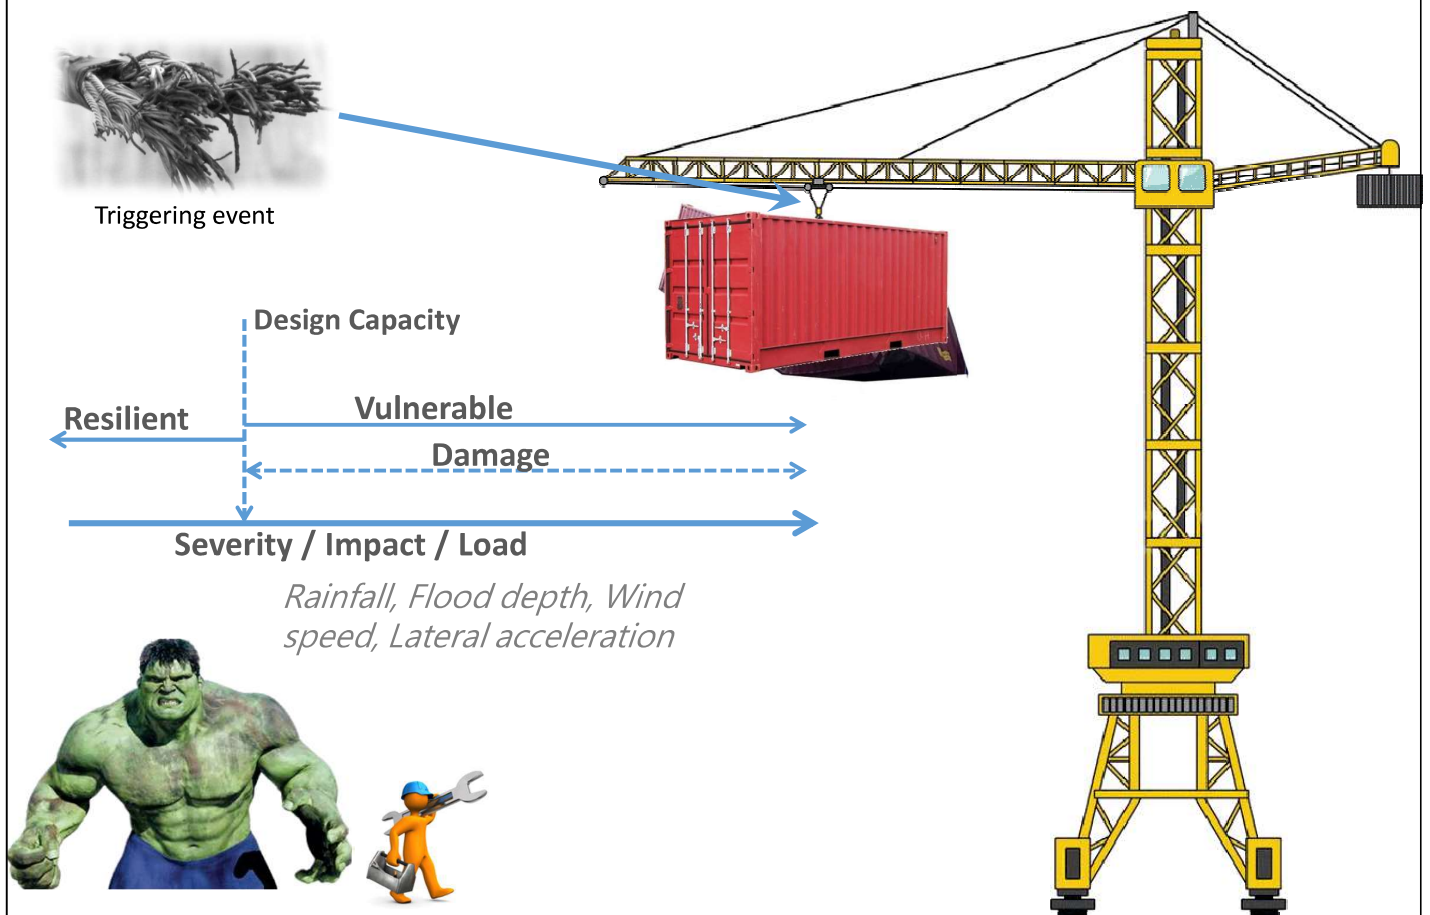 Triggering event
Design Capacity
Resilient
Vulnerable
Damage
Severity / Impact / Load
Rainfall, Flood depth, Wind
speed, Lateral acceleration